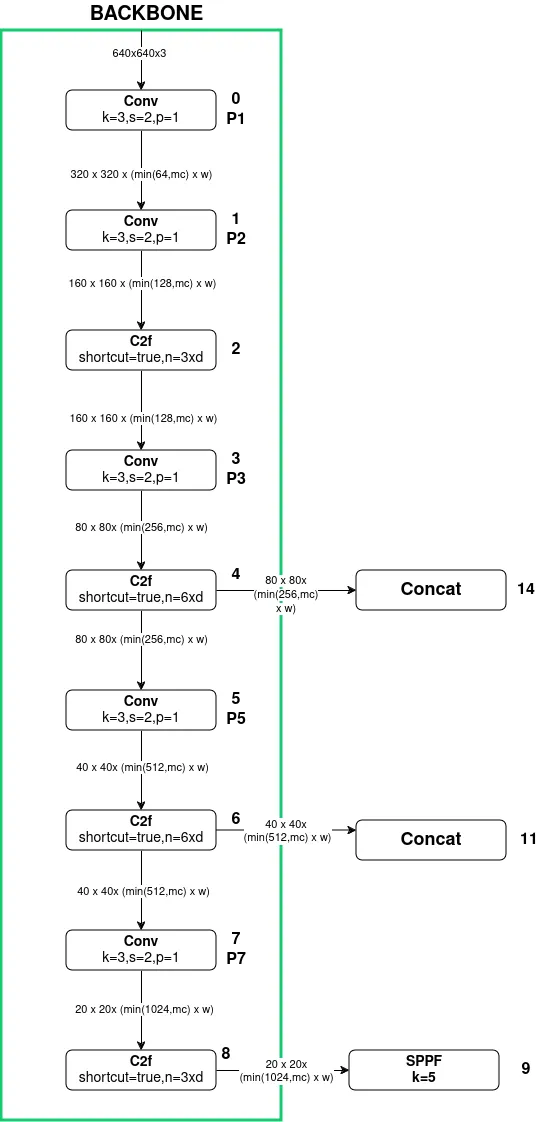 BACKBONE
640x640x3
Conv
k=3,s=2,p=1
0
P1
320 x 320 x (min(64,mc) x w)
Conv
k=3,s=2,p=1
1
P2
160 x 160 x (min(128,mc) x w)
C2f
shortcut=true,n=3xd
2
160 x 160 x (min(128,mc) x w)
Conv
k=3,s=2,p=1
3
P3
80 x 80x (min(256,mc) x w)
C2f
shortcut=true,n=6xd
4
80 x 80x
(min(256,mc)
x w)
Concat
14
80 x 80x (min(256,mc) x w)
Conv
k=3,s=2,p=1
5
P5
40 x 40x (min(512,mc) x w)
C2f
shortcut=true,n=6xd
6
40 x 40x
(min(512,mc) x w)
Concat
11
40 x 40x (min(512,mc) x w)
Conv
k=3,s=2,p=1
7
P7
20 x 20x (min(1024,mc) x w)
C2f
shortcut=true,n=3xd
8
20 x 20x
(min(1024,mc) x w)
SPPF
k=5
9